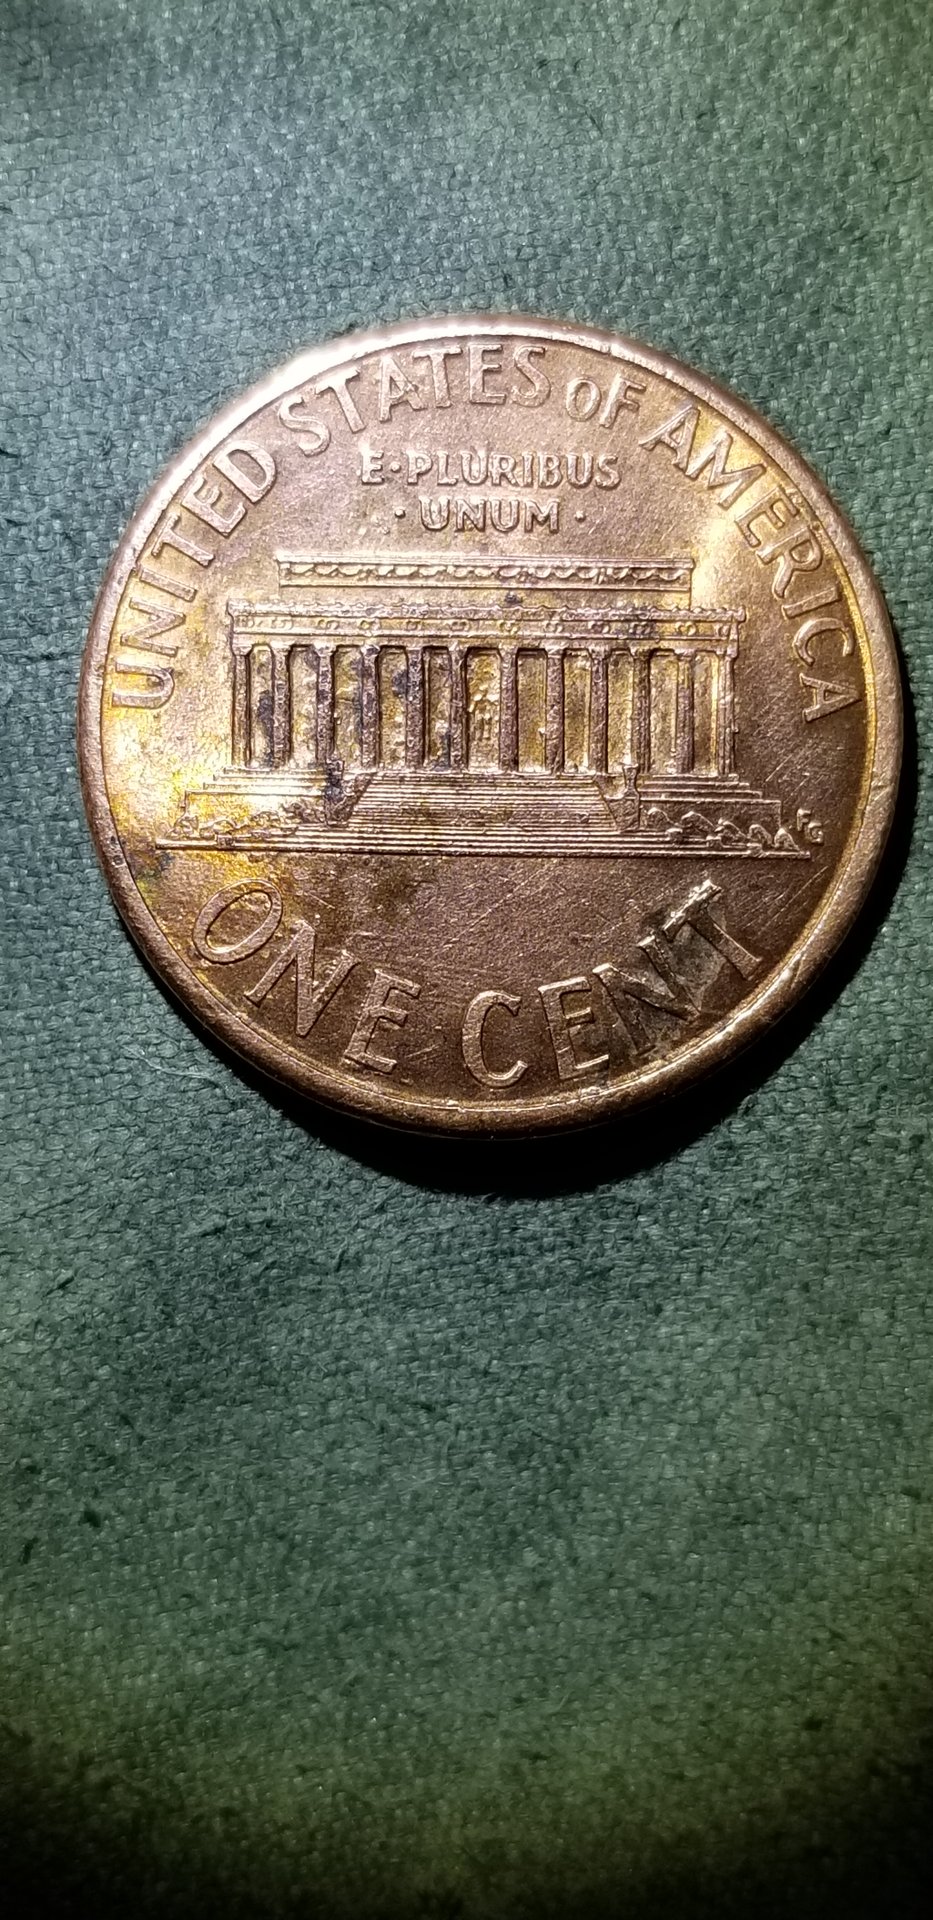 UNITED STATES OF AMERICA
E·PLURIBUS
·UNUM·
FG
ONE CENT